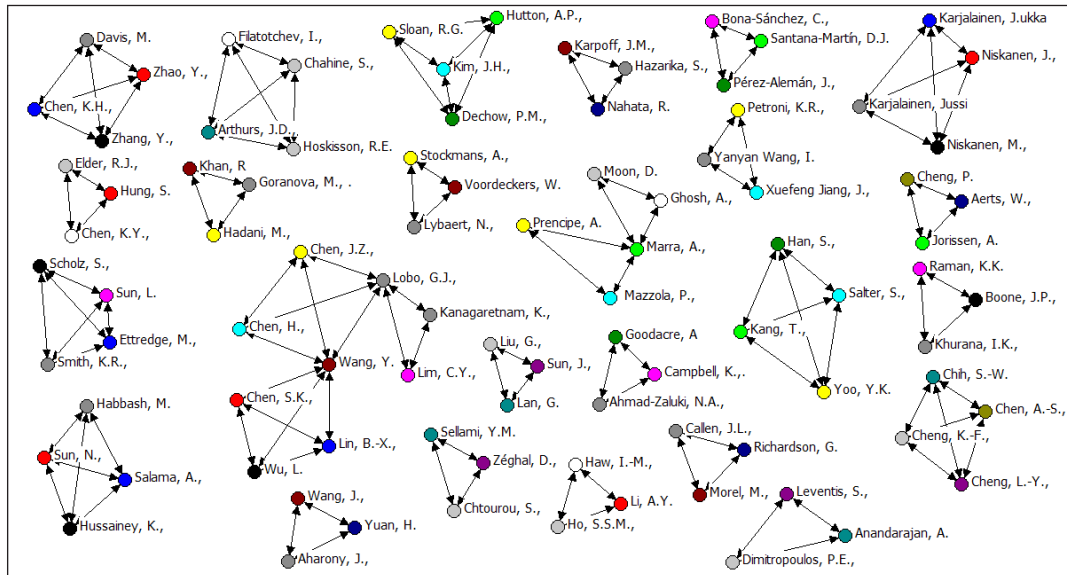 Davis, M.
Zhao, Y.,
Chen, K.H.,
Zhang, Y.,
Filatotchev, I.,
Chahine, S.,
Arthurs, J.D.,
Hoskisson, R.E.
Sloan, R.G.
Hutton, A.P.,
Kim, J.H.,
Dechow, P.M.,
Karpoff, J.M.,
Hazarika, S.,
Nahata, R.
Bona-Sánchez, C.,
Santana-Martín, D.J.
Pérez-Alemán, J.,
Karjalainen, J.ukka
Niskanen, J.,
Karjalainen, Jussi
Niskanen, M.,
Petroni, K.R.,
Yanyan Wang, I.
Xuefeng Jiang, J.,
Elder, R.J.,
Hung, S.
Chen, K.Y.,
Khan, R
Goranova, M., .
Hadani, M.,
Stockmans, A.,
Voordeckers, W.
Lybaert, N.,
Moon, D.
Ghosh, A.,
Prencipe, A.
Marra, A.,
Mazzola, P.,
Cheng, P.
Aerts, W.,
Jorissen, A.
Scholz, S.,
Sun, L.
Ettredge, M.,
Smith, K.R.,
Chen, J.Z.,
Lobo, G.J.,
Kanagaretnam, K.,
Chen, H.,
Wang, Y.
Lim, C.Y.,
Chen, S.K.,
Lin, B.-X.,
Wu, L.
Han, S.,
Salter, S.,
Kang, T.,
Yoo, Y.K.
Raman, K.K.
Boone, J.P.,
Khurana, I.K.,
Liu, G.,
Sun, J.,
Lan, G.
Goodacre, A
Campbell, K.,.
Ahmad-Zaluki, N.A.,
Chih, S.-W.
Chen, A.-S.,
Cheng, K.-F.,
Cheng, L.-Y.,
Habbash, M.
Sun, N.,
Salama, A.,
Hussainey, K.,
Sellami, Y.M.
Zéghal, D.,
Chtourou, S.,
Haw, I.-M.,
Li, A.Y.
Ho, S.S.M.,
Callen, J.L.,
Richardson, G.
Morel, M.,
Wang, J.,
Yuan, H.
Aharony, J.,
Leventis, S.,
Anandarajan, A.
Dimitropoulos, P.E.,